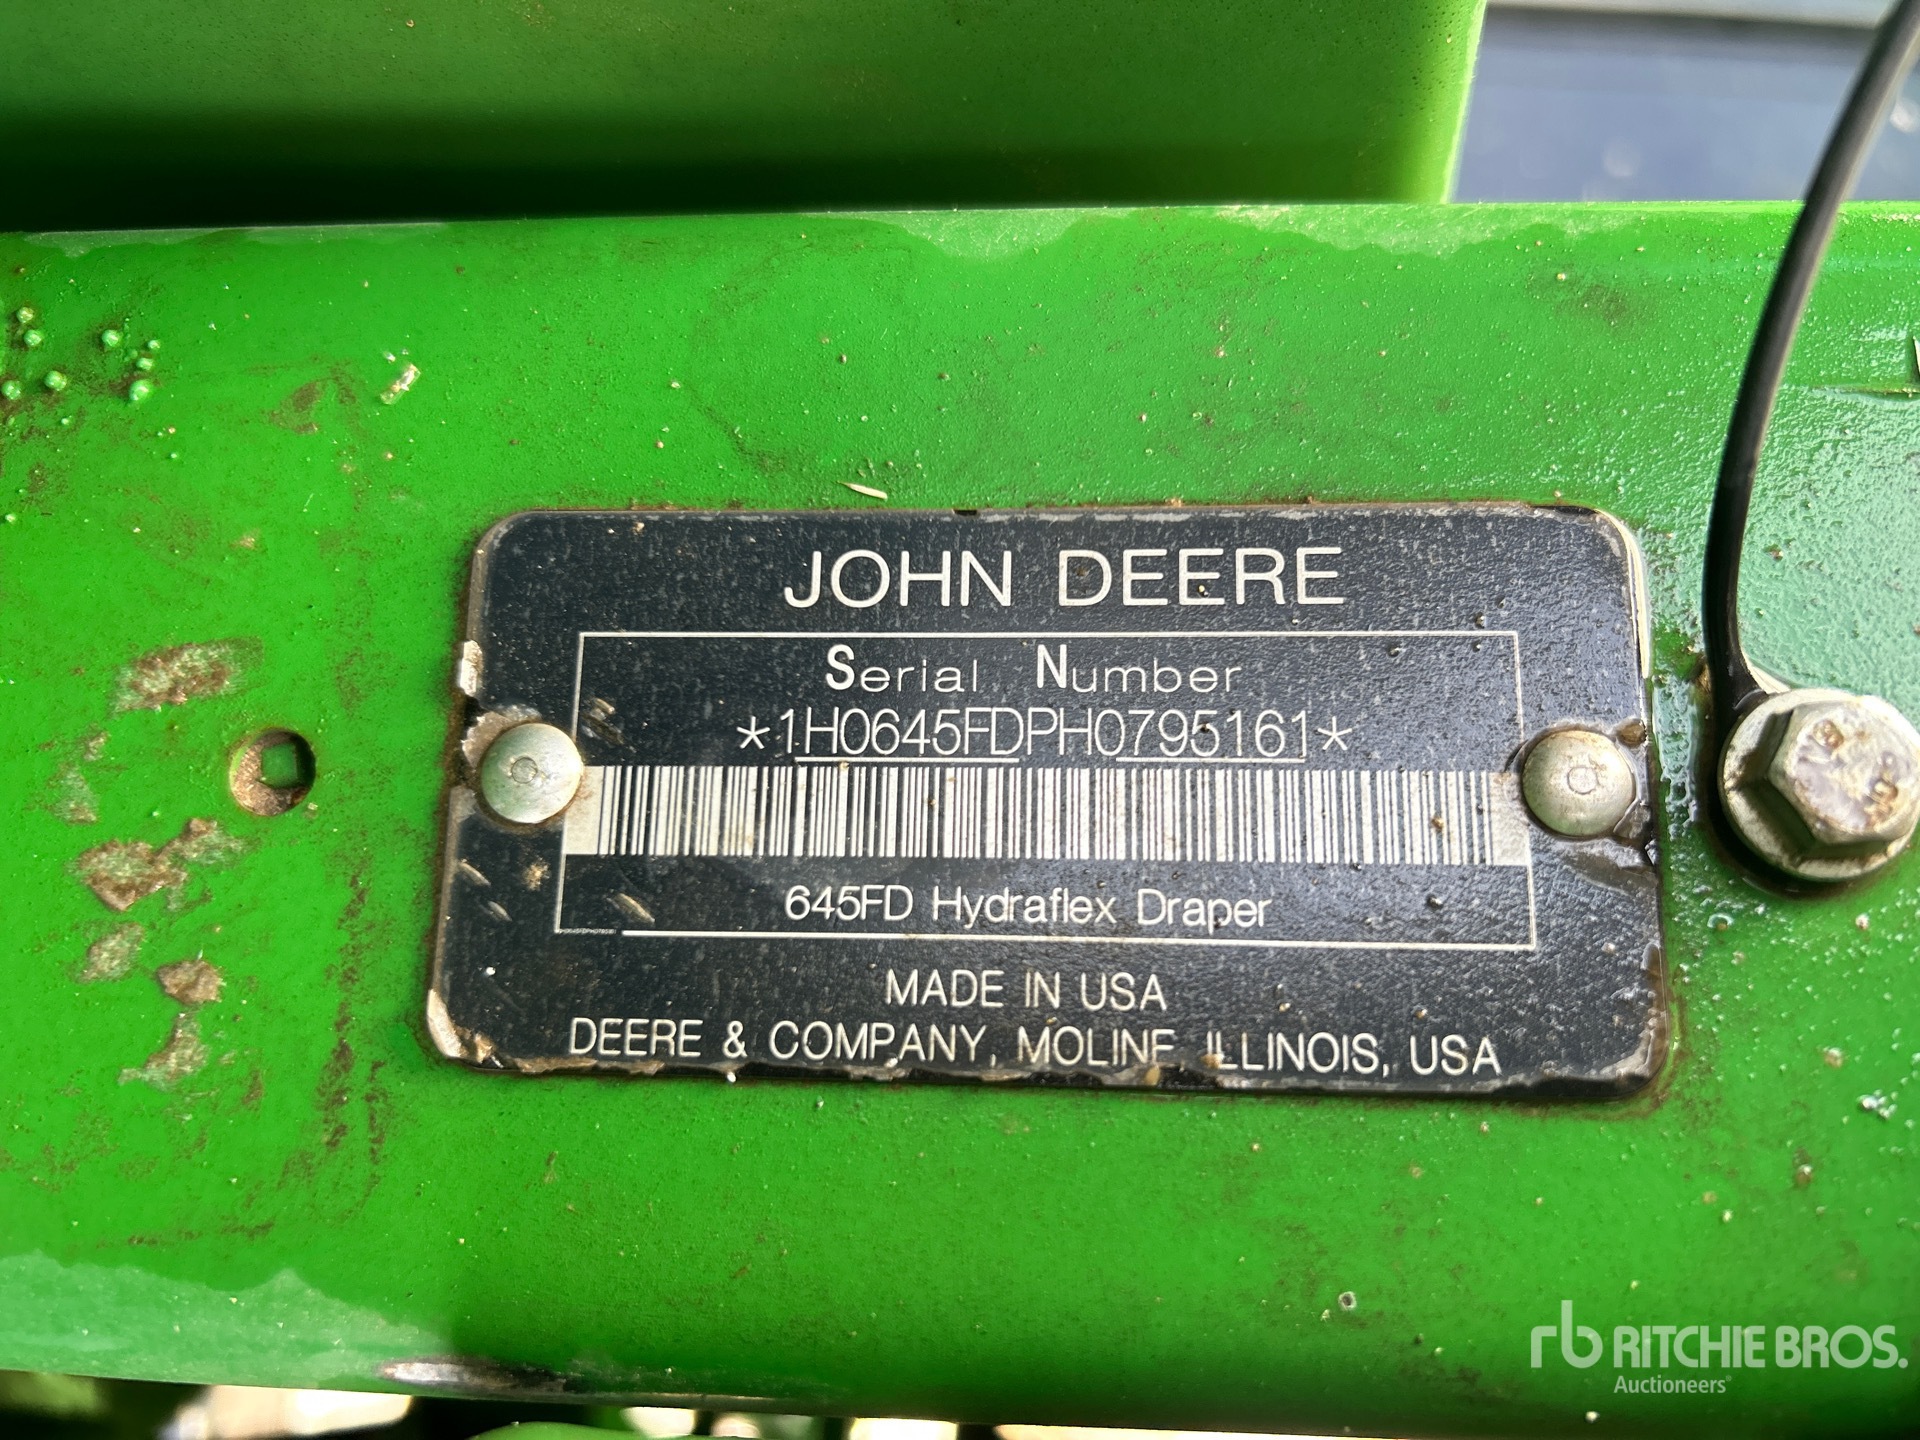 JOHN DEERE
Serial Number
*1H0645FDPH0795161*
645FD Hydraflex Draper
MADE IN USA
DEERE & COMPANY, MOLINE, ILLINOIS, USA
rb RITCHIE BROS.
Auctioneers